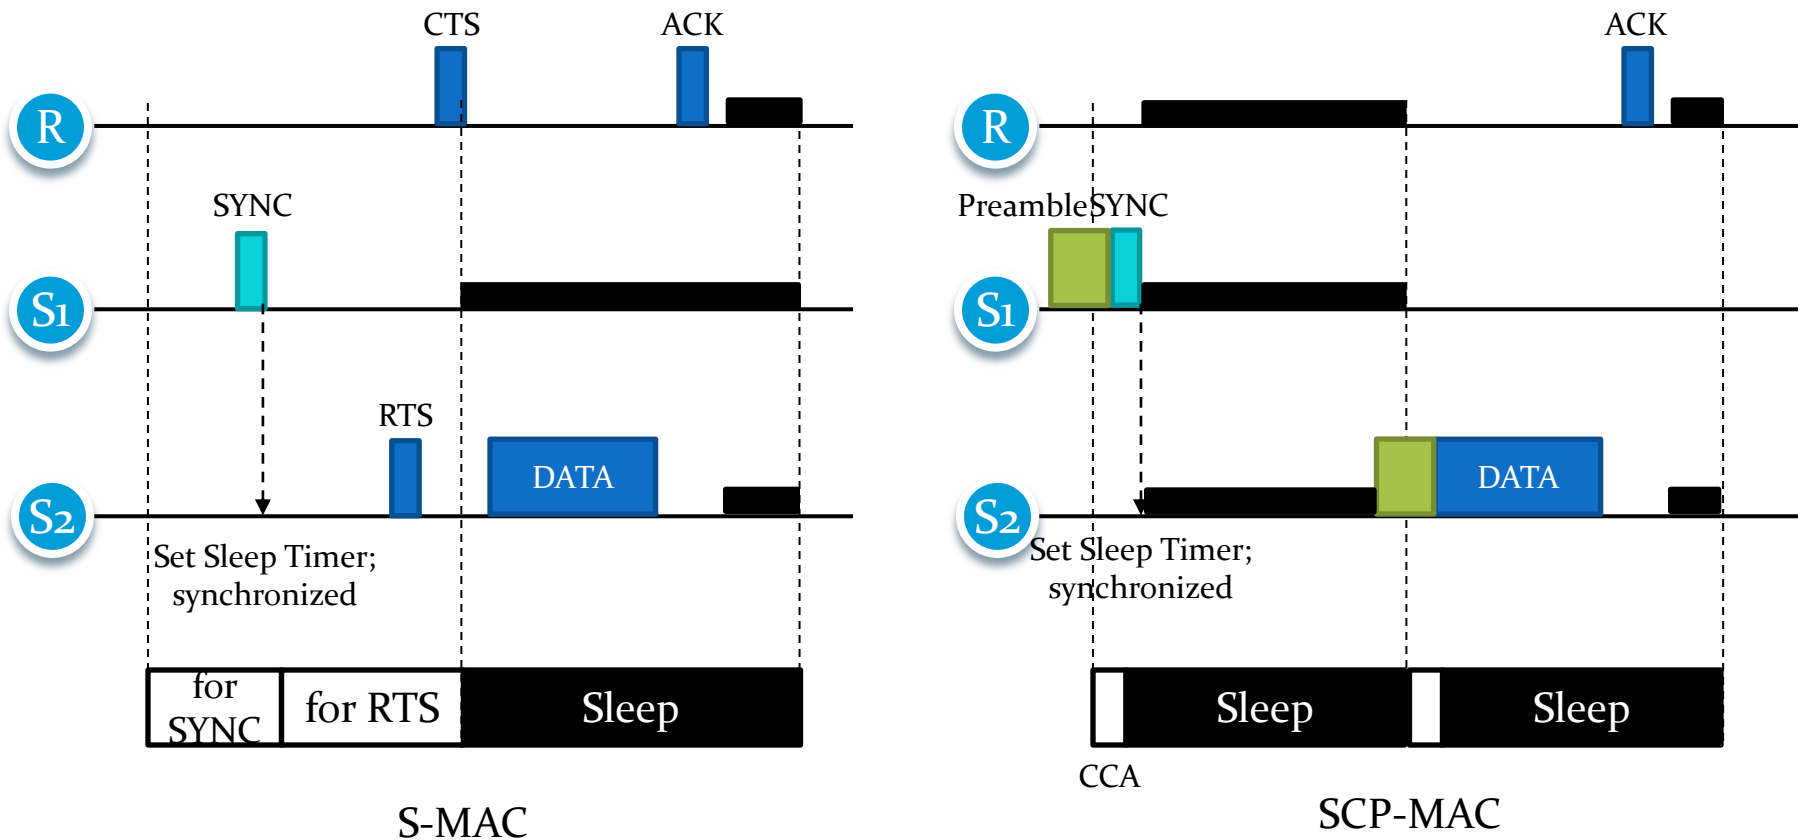 CTS
ACK
R
SYNC
S1
RTS
DATA
S2
Set Sleep Timer;
synchronized
for
SYNC
for RTS
Sleep
S-MAC
ACK
R
Preamble
SYNC
S1
DATA
S2
Set Sleep Timer;
synchronized
Sleep
Sleep
CCA
SCP-MAC